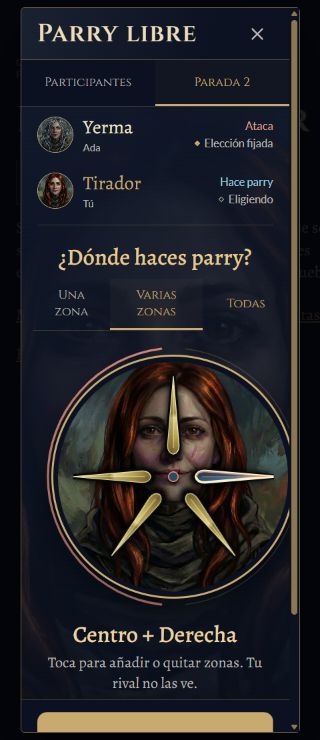 Parry libre
Participantes
Parada 2
Yerma
Ataca
Ada
Elección fijada
Tirador
Hace parry
Tú
Eligiendo
¿Dónde haces parry?
Una
zona
Varias
zonas
Todas
Centro + Derecha
Toca para añadir o quitar zonas. Tu
rival no las ve.